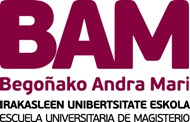 BAM
Begoñako Andra Mari
IRAKASLEEN UNIBERTSITATE ESKOLA
ESCUELA UNIVERSITARIA DE MAGISTERIO